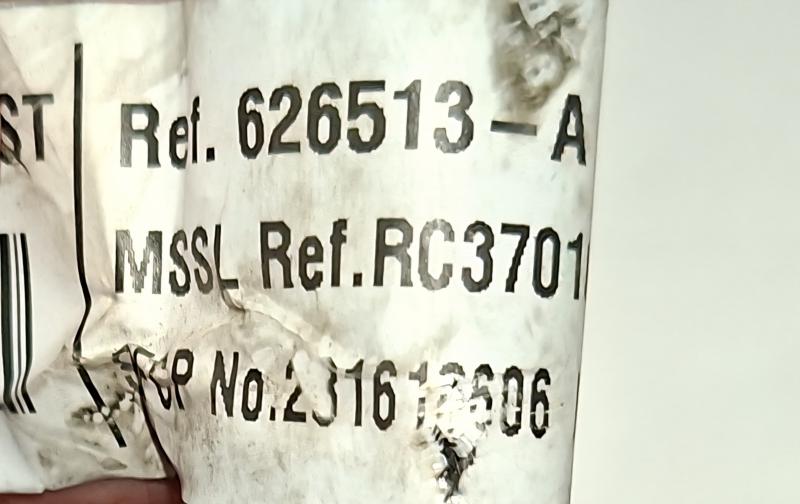 ST
Ref. 626513-A
MSSL Ref.RC3701
No.